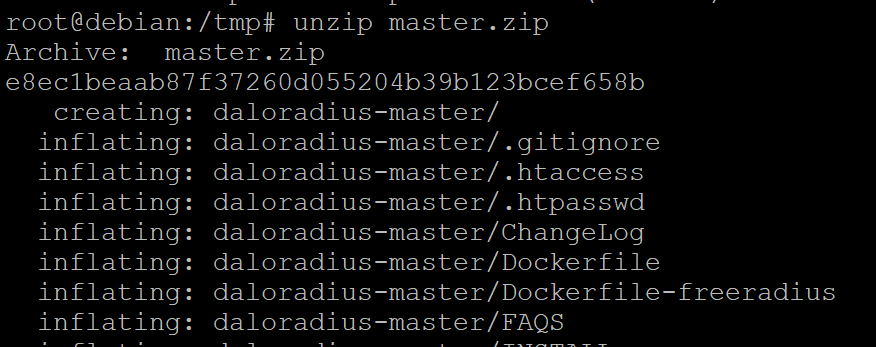 root@debian:/tmp# unzip master.zip
Archive:  master.zip
e8ec1beaab87f37260d055204b39b123bcef658b
   creating: daloradius-master/
  inflating: daloradius-master/.gitignore
  inflating: daloradius-master/.htaccess
  inflating: daloradius-master/.htpasswd
  inflating: daloradius-master/ChangeLog
  inflating: daloradius-master/Dockerfile
  inflating: daloradius-master/Dockerfile-freeradius
  inflating: daloradius-master/FAQS